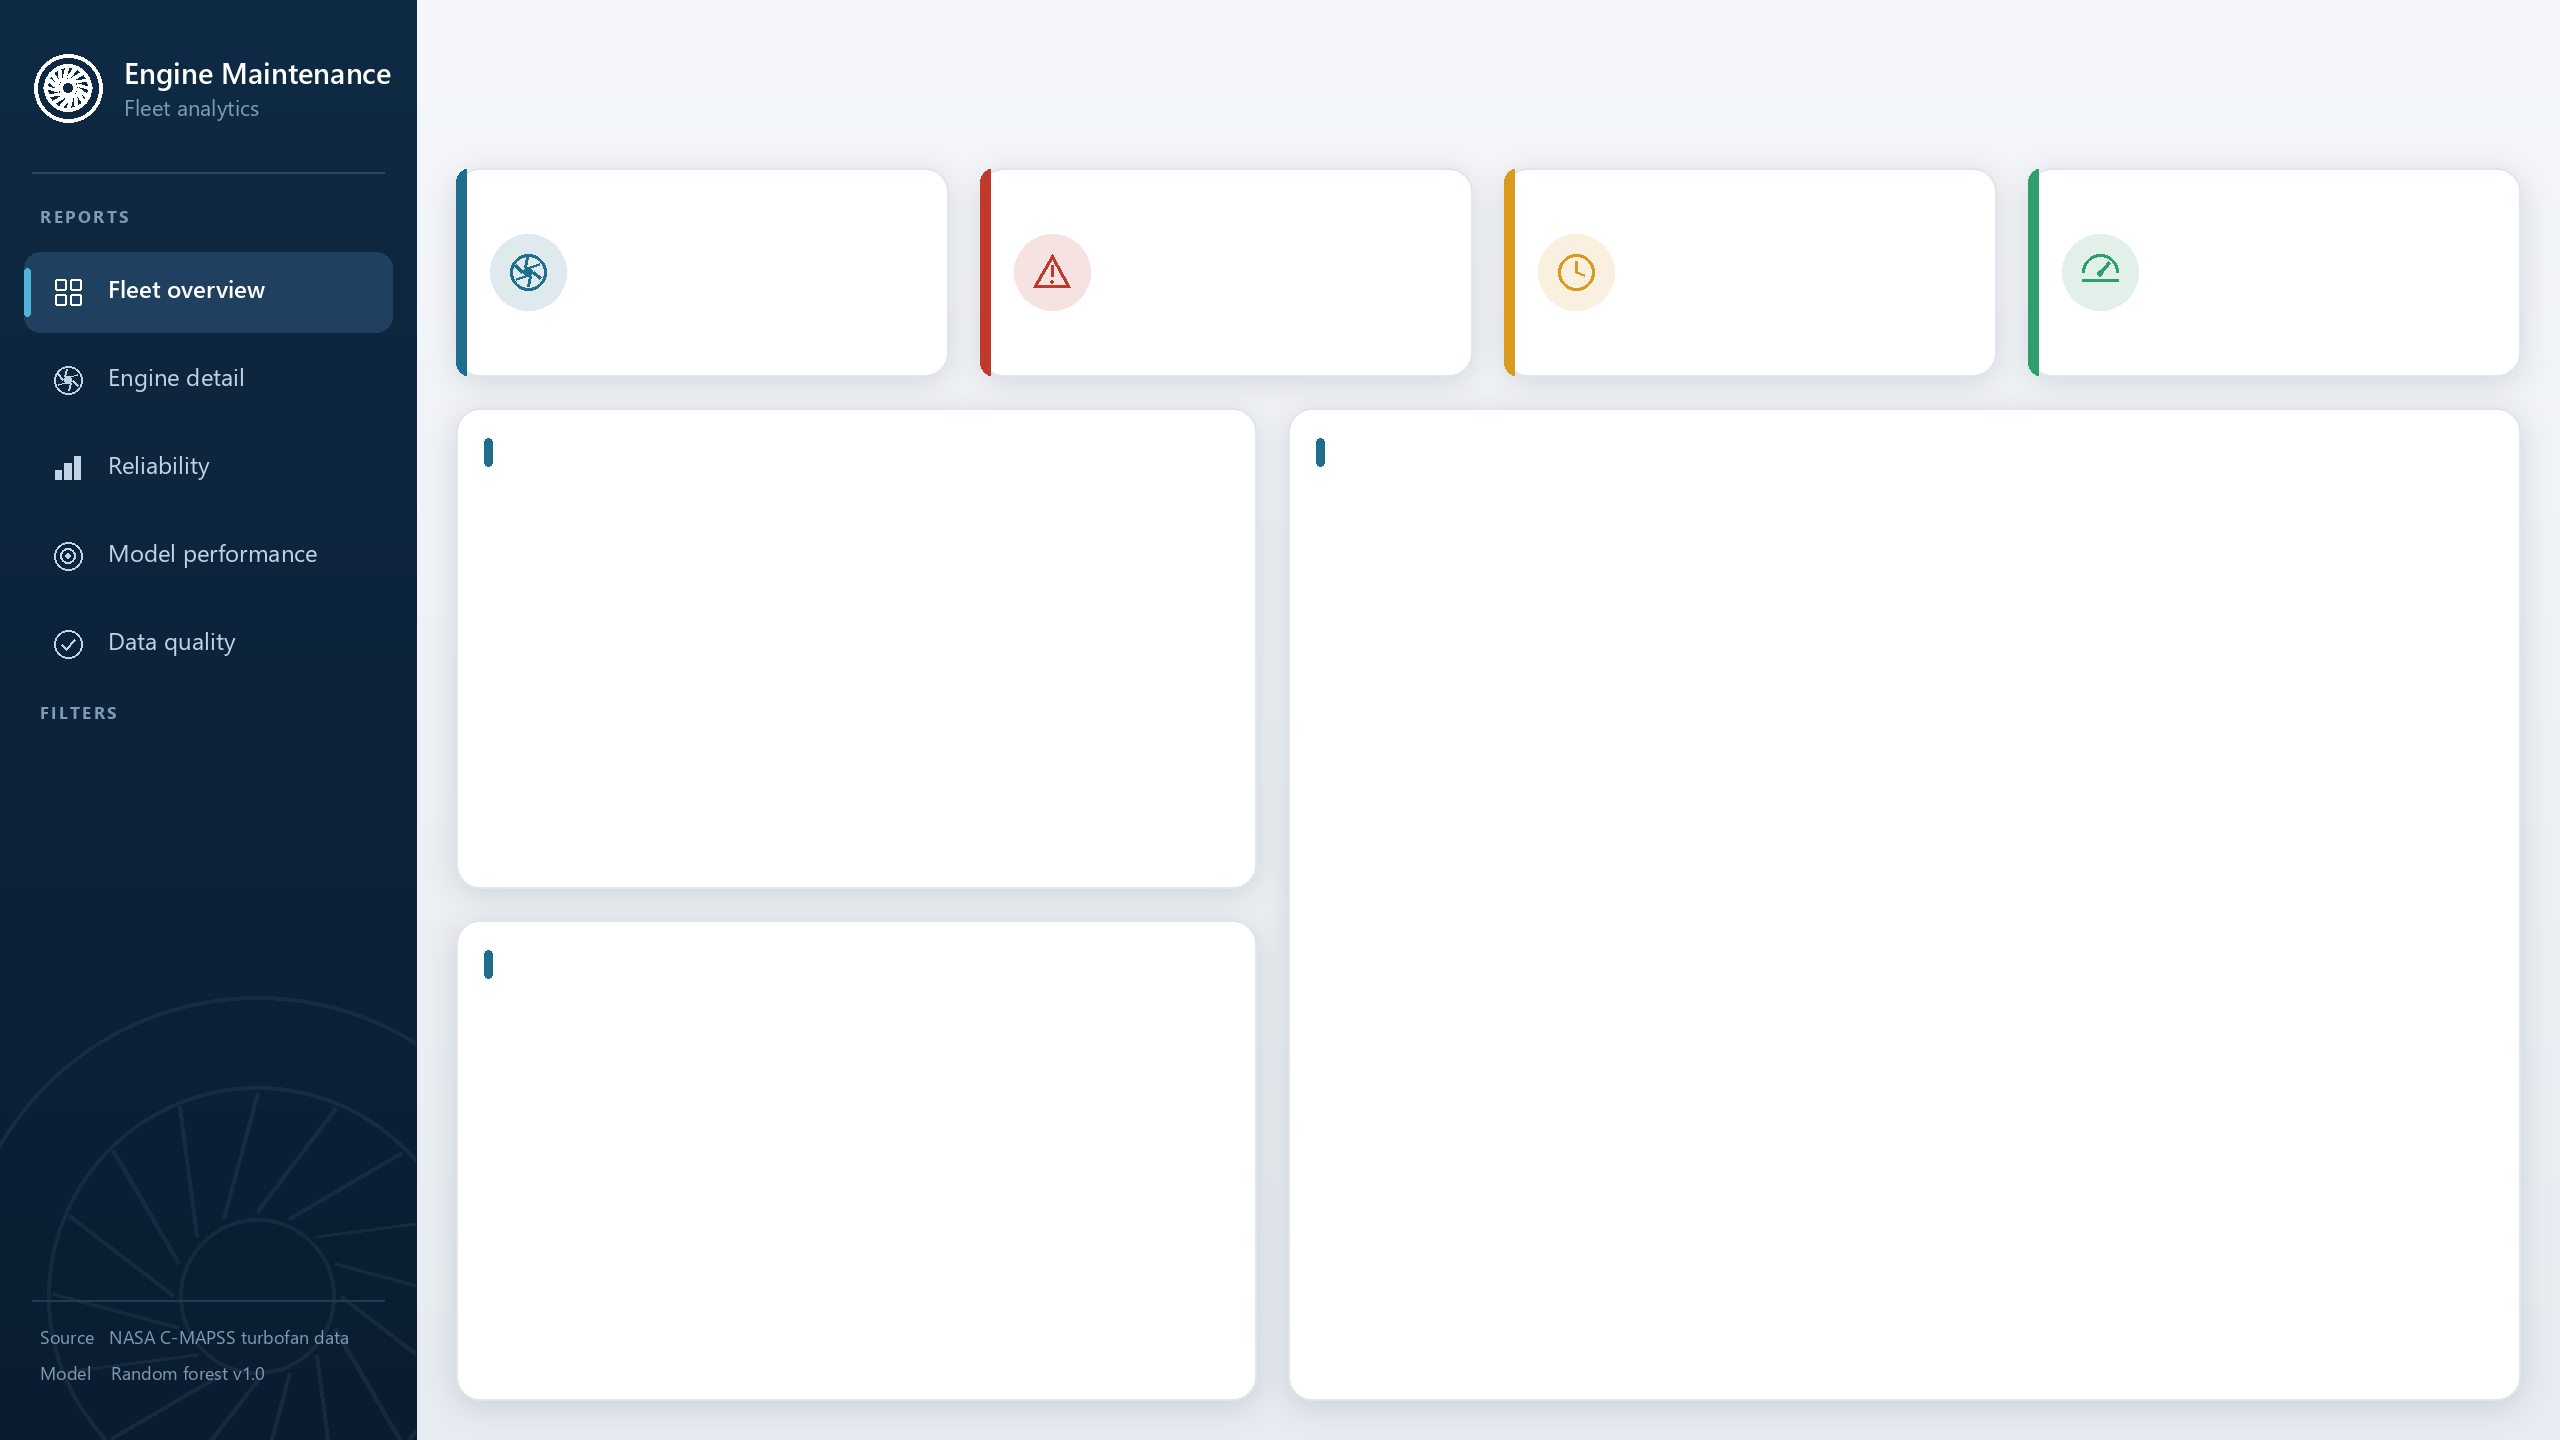 Engine Maintenance
Fleet analytics
REPORTS
Fleet overview
Engine detail
Reliability
Model performance
Data quality
FILTERS
Source NASA C-MAPSS turbofan data
Model Random forest v1.0